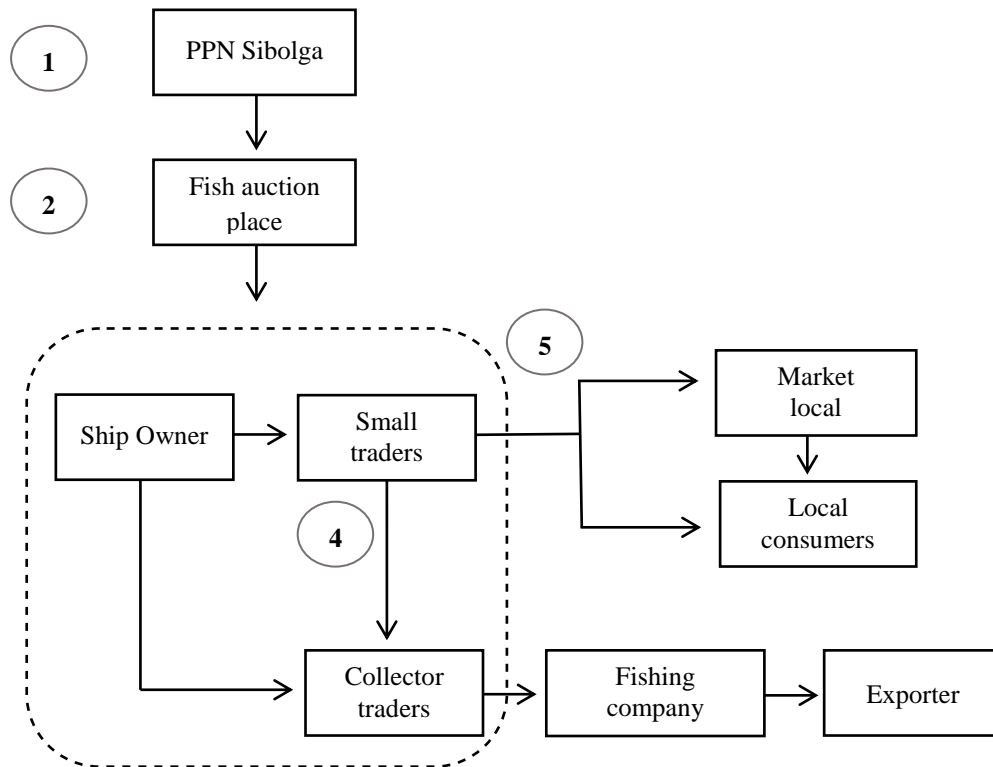 1
PPN Sibolga
2
Fish auction
place
5
Market
local
Ship Owner
Small
traders
4
Local
consumers
Collector
traders
Fishing
company
Exporter